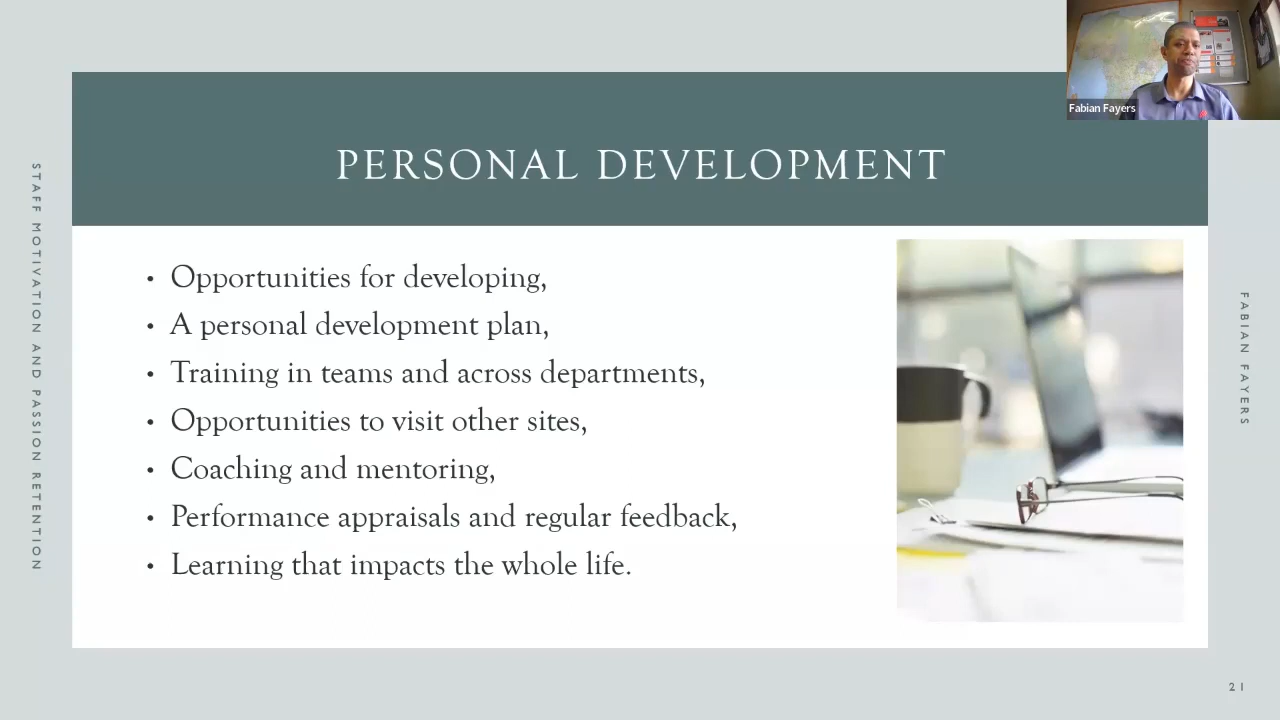 Fabian Fayers
PERSONAL DEVELOPMENT
STAFF MOTIVATION AND PASSION RETENTION
• Opportunities for developing,
• A personal development plan,
• Training in teams and across departments,
• Opportunities to visit other sites,
• Coaching and mentoring,
• Performance appraisals and regular feedback,
• Learning that impacts the whole life.
FABIAN FAYERS
21